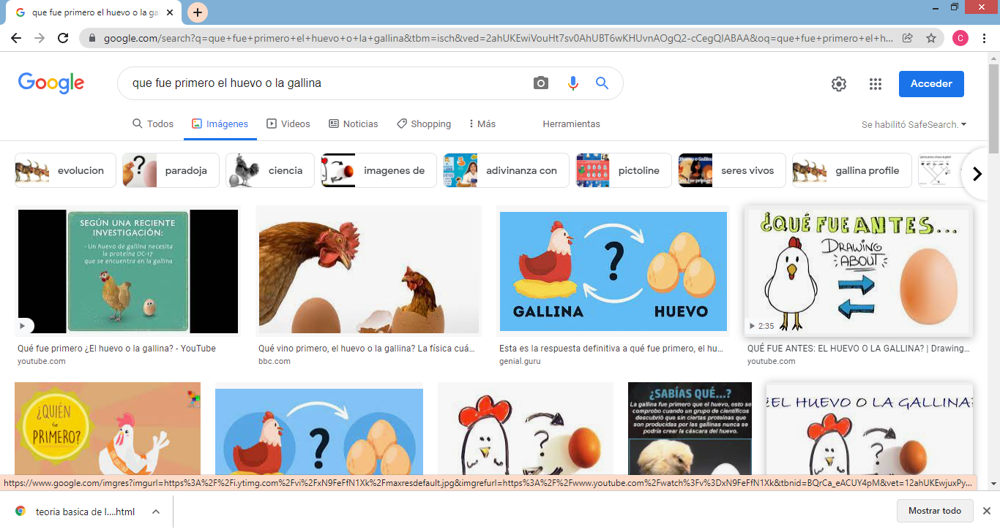 que fue primero el huevo o la ga
google.com/search?q=que+fue+primero+el+huevo+o+la+gallina&tbm=isch&ved=2ahUKEwiVouHt7sv0AhUBT6wKHUvnAOgQ2-cCegQIABAA&oq=que+fue+primero+el+h...
C
Google
que fue primero el huevo o la gallina
Acceder
Todos
Imágenes
Videos
Noticias
Shopping
Más
Herramientas
Se habilitó SafeSearch.
evolucion
paradoja
ciencia
imagenes de
adivinanza con
pictoline
seres vivos
gallina profile
SEGÚN UNA RECIENTE
INVESTIGACIÓN:
- Un huevo de gallina necesita
la proteína OC-17
que se encuentra en la gallina
?
GALLINA
HUEVO
¿QUÉ FUE ANTES...
DRAWING
ABOUT
2:35
Qué fue primero ¿El huevo o la gallina? - YouTube
youtube.com
Qué vino primero, el huevo o la gallina? La física cuá...
bbc.com
Esta es la respuesta definitiva a qué fue primero, el hu...
genial.guru
QUÉ FUE ANTES: EL HUEVO O LA GALLINA? | Drawing...
youtube.com
¿QUIÉN
fue
PRIMERO?
?
?
¿SABÍAS QUÉ...?
La gallina fue primero que el huevo, esto se
comprobo cuando un grupo de científicos
descubrió que sin ciertas proteínas que
son producidas por las gallinas nunca se
podría crear la cáscara del huevo.
¿EL HUEVO O LA GALLINA?
?
https://www.google.com/imgres?imgurl=https%3A%2F%2Fi.ytimg.com%2Fvi%2FxN9FeFfN1Xk%2Fmaxresdefault.jpg&imgrefurl=https%3A%2F%2Fwww.youtube.com%2Fwatch%3Fv%3DxN9FeFfN1Xk&tbnid=BQrCa_eACUY4pM&vet=12ahUKEwjuxPy...
teoria basica de l....html
Mostrar todo